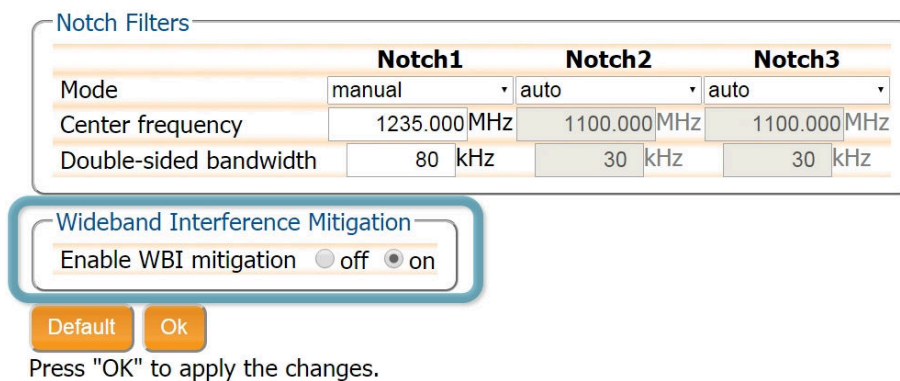 Notch Filters
Notch1 Notch2 Notch3
Mode manual auto auto
Center frequency 1235.000 MHz 1100.000 MHz 1100.000 MHz
Double-sided bandwidth 80 kHz 30 kHz 30 kHz
Wideband Interference Mitigation
Enable WBI mitigation off on
Default Ok
Press "OK" to apply the changes.